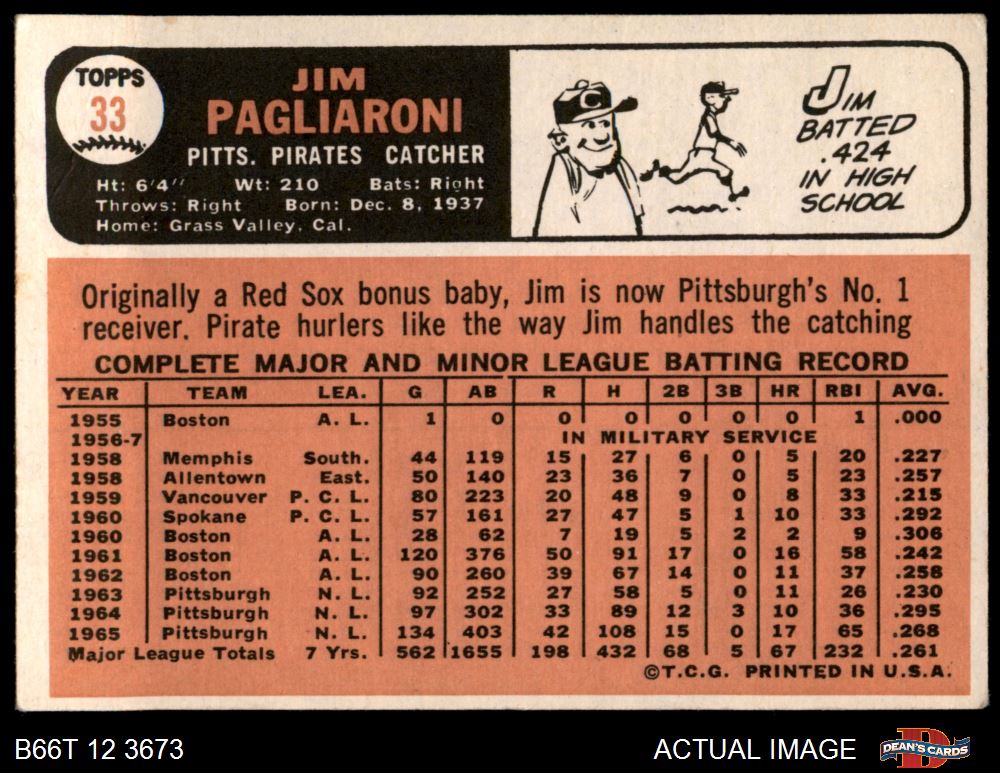 TOPPS
33
JIM
PAGLIARONI
PITTS. PIRATES CATCHER
Ht: 6'4" Wt: 210 Bats: Right
Throws: Right Born: Dec. 8, 1937
Home: Grass Valley, Cal.
C
JIM
BATTED
.424
IN HIGH
SCHOOL
Originally a Red Sox bonus baby, Jim is now Pittsburgh's No. 1
receiver. Pirate hurlers like the way Jim handles the catching
COMPLETE MAJOR AND MINOR LEAGUE BATTING RECORD
YEAR TEAM LEA. G AB R H 2B 3B HR RBI AVG.
1955 Boston A. L. 1 0 0 0 0 0 0 1 .000
1956-7 IN MILITARY SERVICE
1958 Memphis South. 44 119 15 27 6 0 5 20 .227
1958 Allentown East. 50 140 23 36 7 0 5 23 .257
1959 Vancouver P. C. L. 80 223 20 48 9 0 8 33 .215
1960 Spokane P. C. L. 57 161 27 47 5 1 10 33 .292
1960 Boston A. L. 28 62 7 19 5 2 2 9 .306
1961 Boston A. L. 120 376 50 91 17 0 16 58 .242
1962 Boston A. L. 90 260 39 67 14 0 11 37 .258
1963 Pittsburgh N. L. 92 252 27 58 5 0 11 26 .230
1964 Pittsburgh N. L. 97 302 33 89 12 3 10 36 .295
1965 Pittsburgh N. L. 134 403 42 108 15 0 17 65 .268
Major League Totals 7 Yrs. 562 1655 198 432 68 5 67 232 .261
©T.C.G. PRINTED IN U.S.A.
B66T 12 3673
ACTUAL IMAGE
DEAN'S CARDS